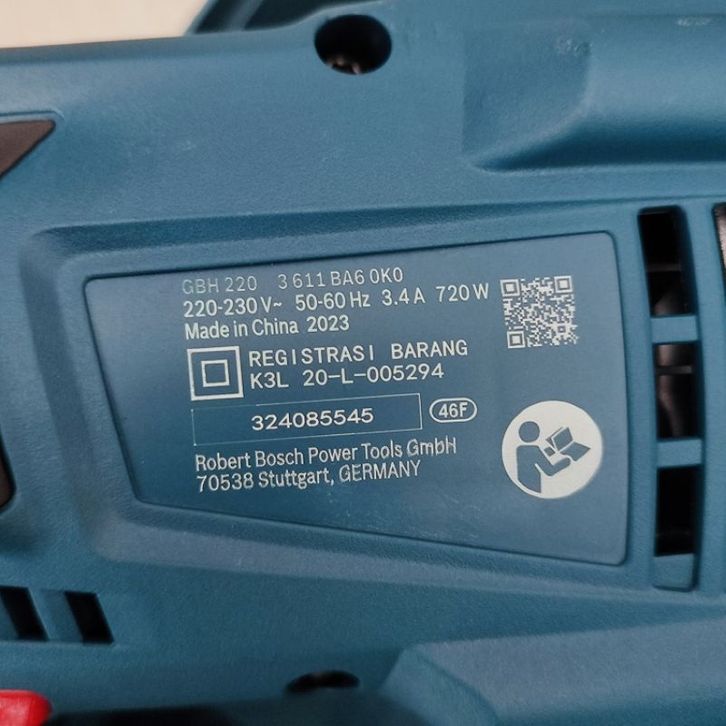 GBH 220 3 611 BA6 0K0
220-230 V~ 50-60 Hz 3.4 A 720 W
Made in China 2023
REGISTRASI BARANG
K3L 20-L-005294
324085545 46F
Robert Bosch Power Tools GmbH
70538 Stuttgart, GERMANY